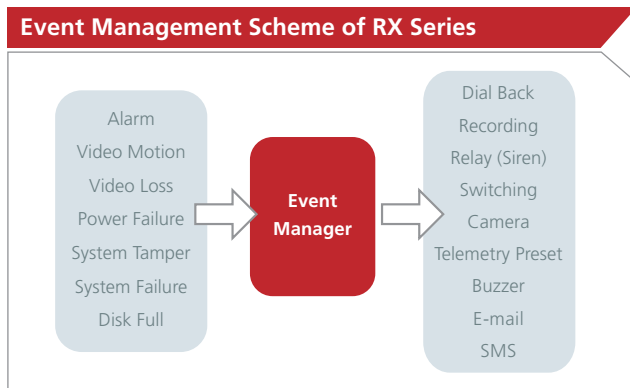 Event Management Scheme of RX Series
Alarm
Video Motion
Video Loss
Power Failure
System Tamper
System Failure
Disk Full
Event
Manager
Dial Back
Recording
Relay (Siren)
Switching
Camera
Telemetry Preset
Buzzer
E-mail
SMS